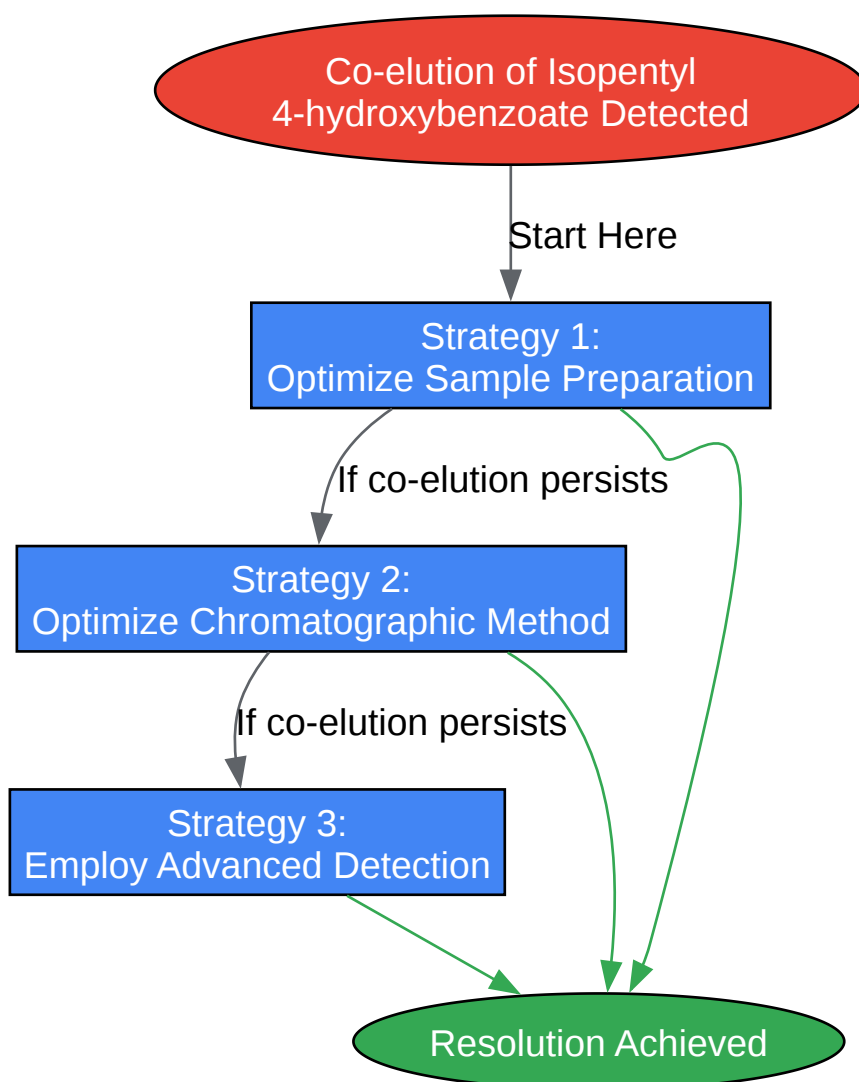 Co-elution of Isopentyl
4-hydroxybenzoate Detected
Start Here
Strategy 1:
Optimize Sample Preparation
If co-elution persists
Strategy 2:
Optimize Chromatographic Method
If co-elution persists
Strategy 3:
Employ Advanced Detection
Resolution Achieved